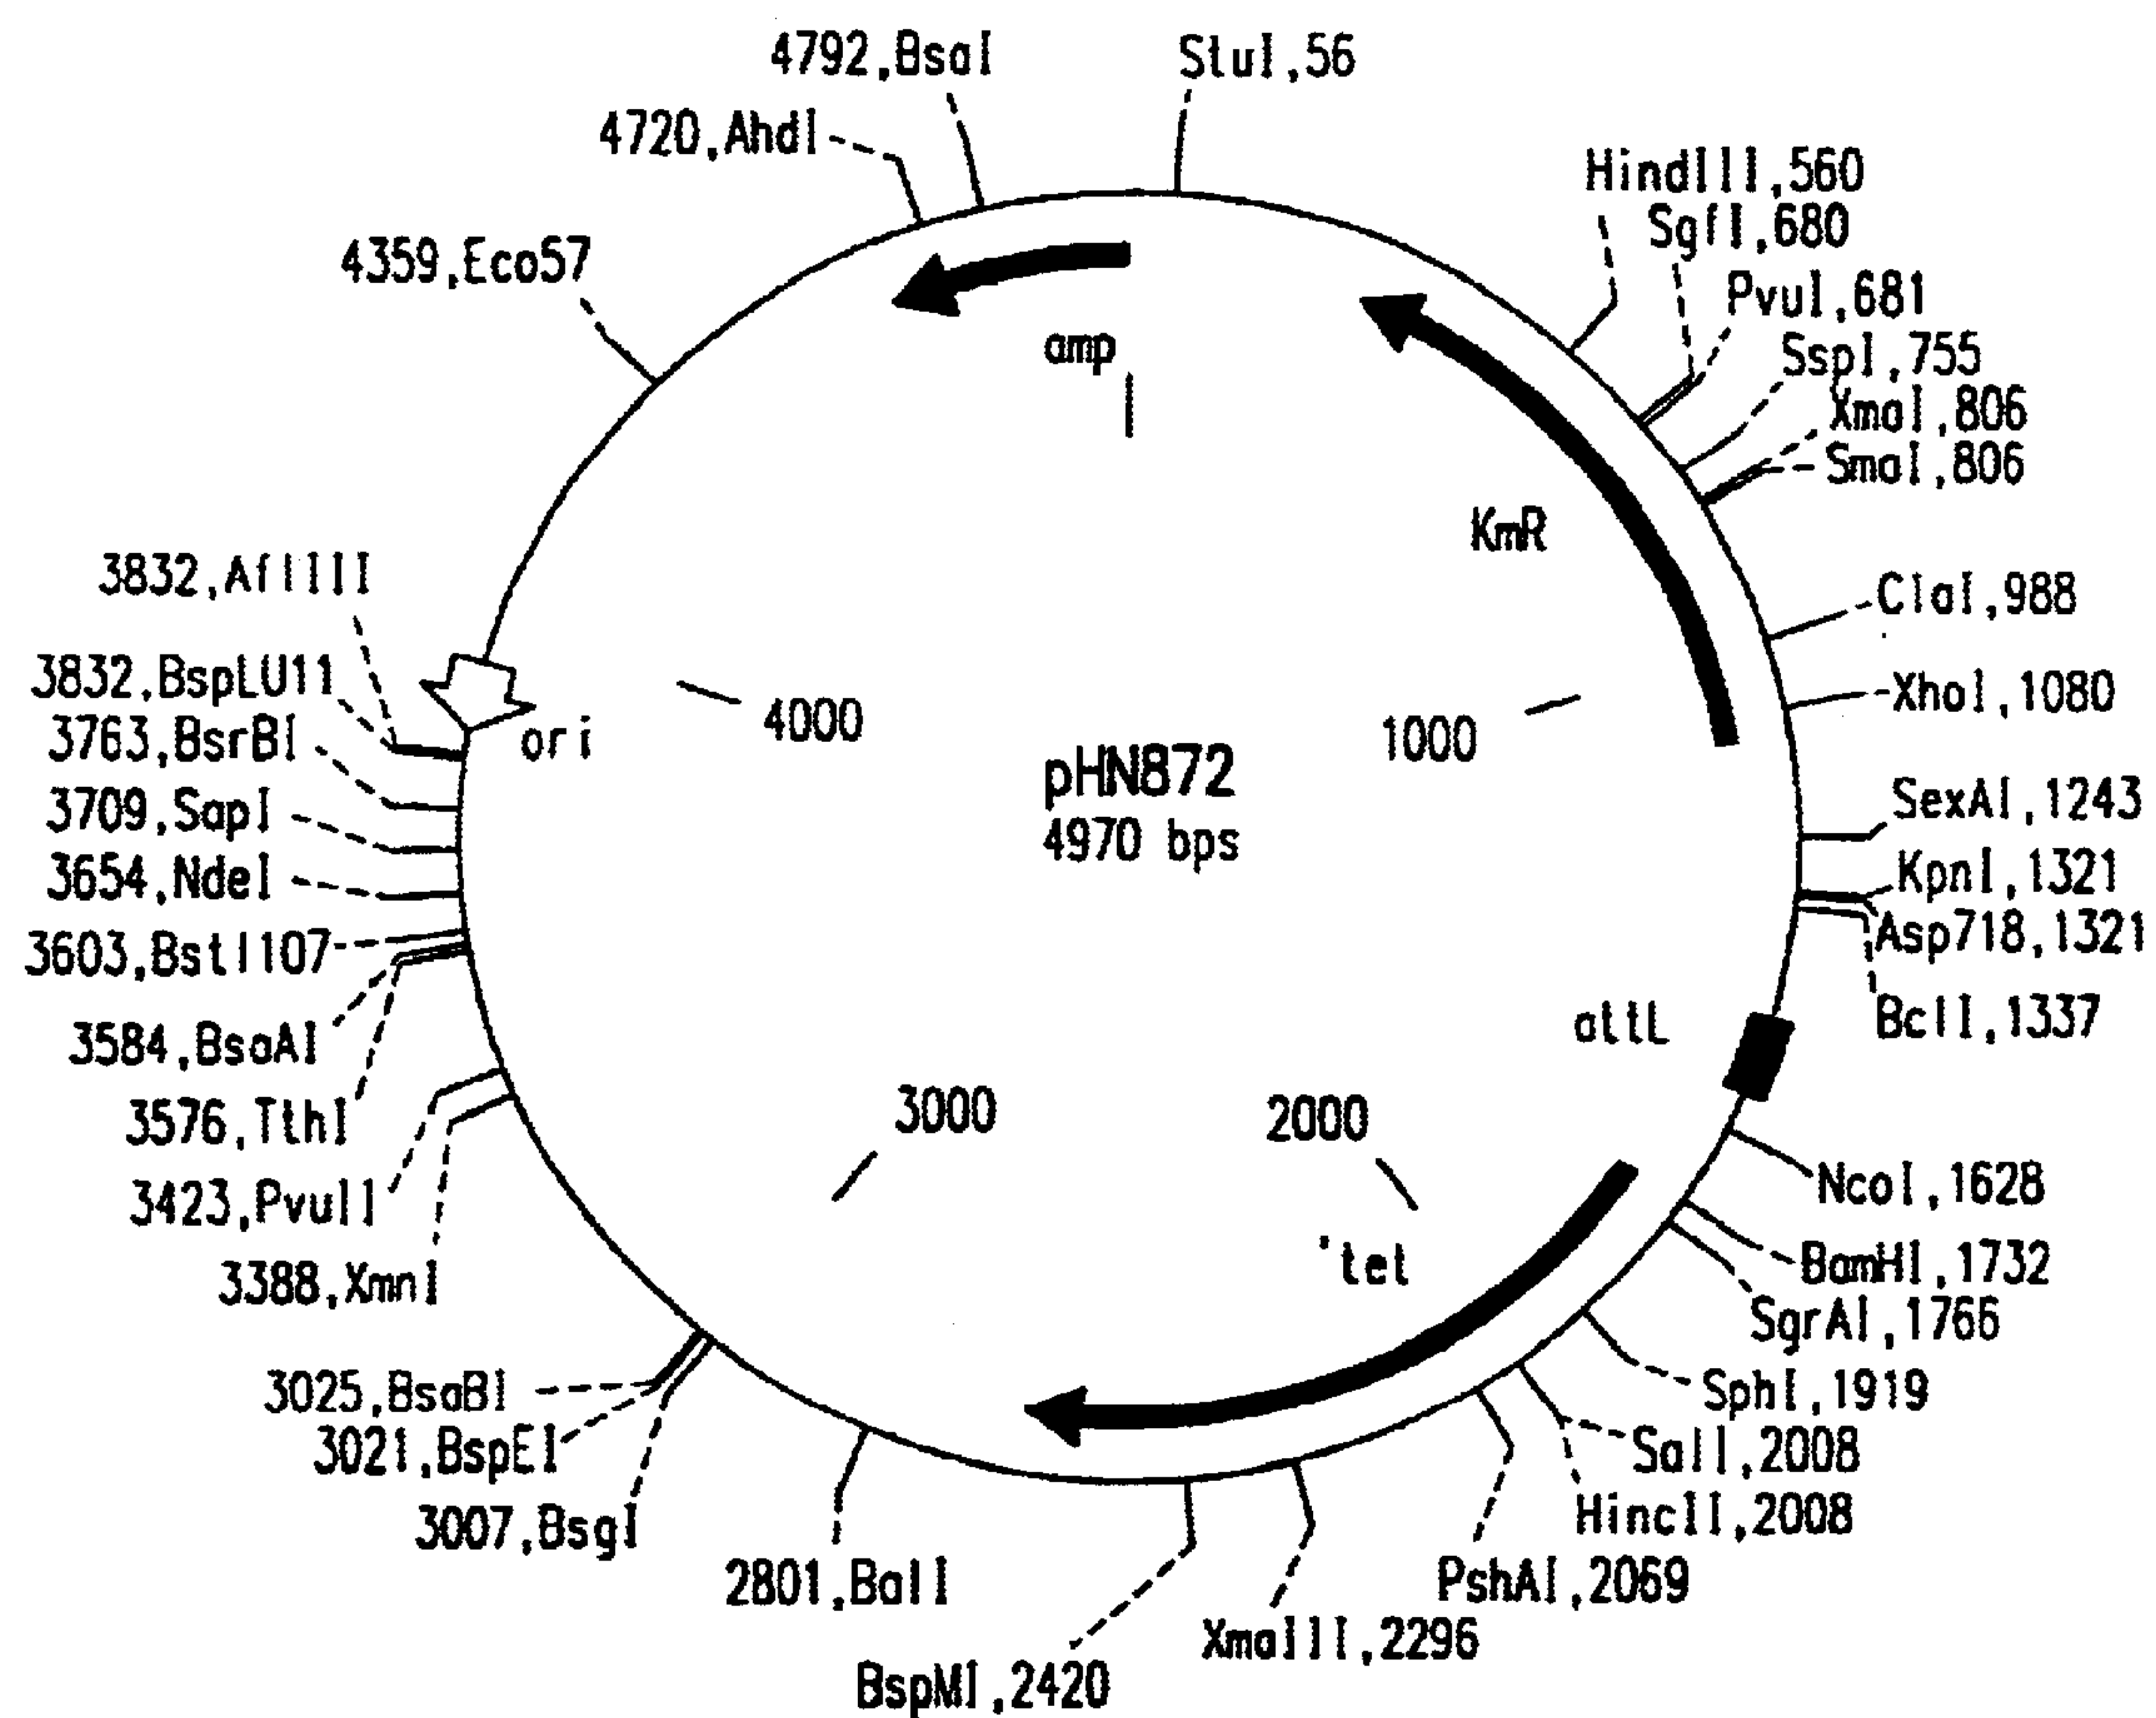 4792,BsaI
StuI,56
4720,AhdI
HindIII,560
SgfI,680
4359,Eco57
PvuI,681
SspI,755
amp
XmaI,806
SmaI,806
KmR
3832,AflIII
ClaI,988
3832,BspLU11
XhoI,1080
4000
1000
ori
3763,BsrBI
pHN872
SexAI,1243
3709,SapI
4970 bps
3654,NdeI
KpnI,1321
3603,Bst1107
Asp718,1321
attL
BclI,1337
3584,BsaAI
3000
2000
3576,TthI
NcoI,1628
3423,PvuII
'tet
BamHI,1732
3388,XmnI
SgrAI,1766
3025,BsaBI
SphI,1919
3021,BspEI
SalI,2008
3007,BsgI
HincII,2008
2801,BalI
PshAI,2069
XmaIII,2296
BspMI,2420